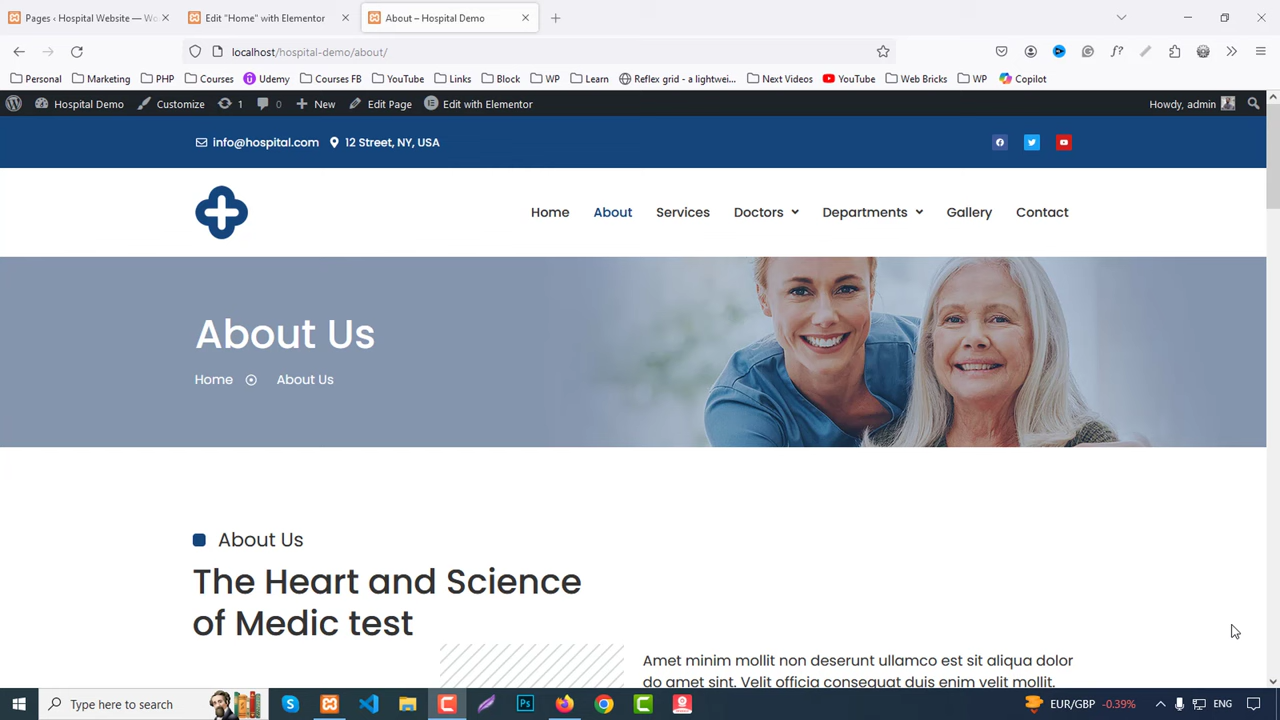 Pages ‹ Hospital Website — Wo
Edit "Home" with Elementor
About – Hospital Demo
localhost/hospital-demo/about/
Personal
Marketing
PHP
Courses
Udemy
Courses FB
YouTube
Links
Block
WP
Learn
Reflex grid - a lightwei...
Next Videos
YouTube
Web Bricks
WP
Copilot
Hospital Demo
Customize
1
0
New
Edit Page
Edit with Elementor
Howdy, admin
info@hospital.com
12 Street, NY, USA
Home
About
Services
Doctors
Departments
Gallery
Contact
About Us
Home
About Us
About Us
The Heart and Science
of Medic test
Amet minim mollit non deserunt ullamco est sit aliqua dolor
do amet sint. Velit officia consequat duis enim velit mollit.
Type here to search
EUR/GBP
-0.39%
ENG